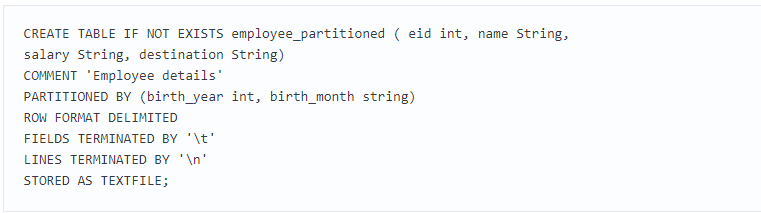 CREATE TABLE IF NOT EXISTS employee_partitioned ( eid int, name String,
salary String, destination String)
COMMENT 'Employee details'
PARTITIONED BY (birth_year int, birth_month string)
ROW FORMAT DELIMITED
FIELDS TERMINATED BY '\t'
LINES TERMINATED BY '\n'
STORED AS TEXTFILE;